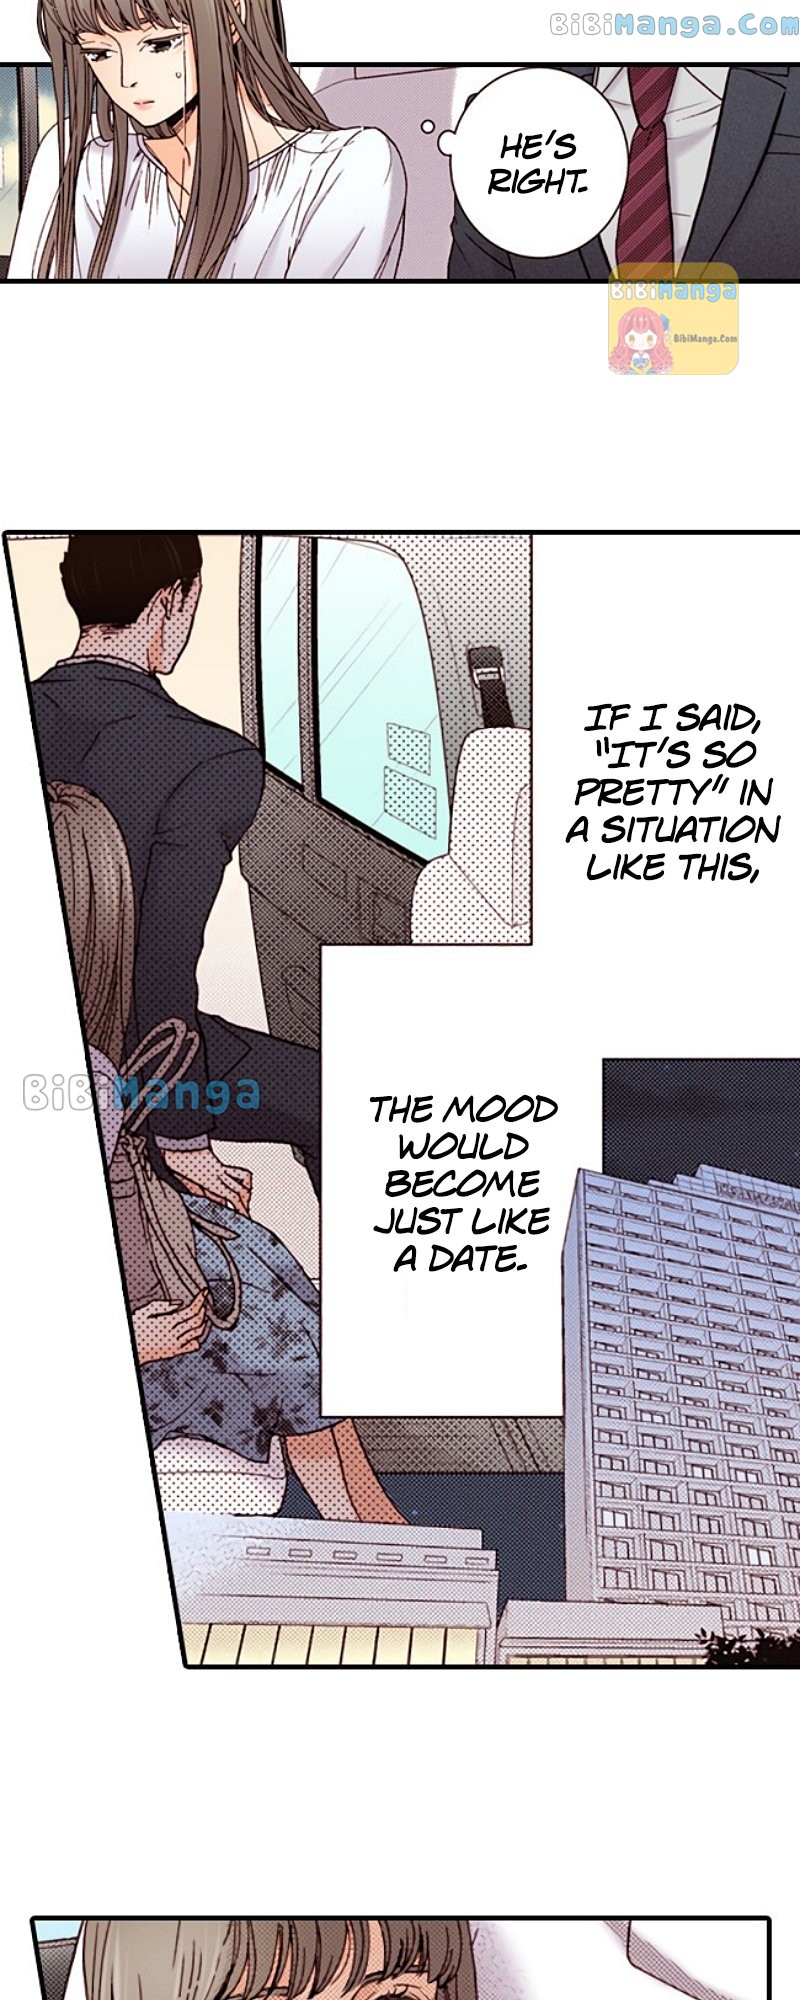 BiBiManga.Com
HE'S
RIGHT.
BiBiManga
BibiManga.Com
IF I SAID,
"IT'S SO
PRETTY" IN
A SITUATION
LIKE THIS,
BiBiManga
THE MOOD
WOULD
BECOME
JUST LIKE
A DATE.